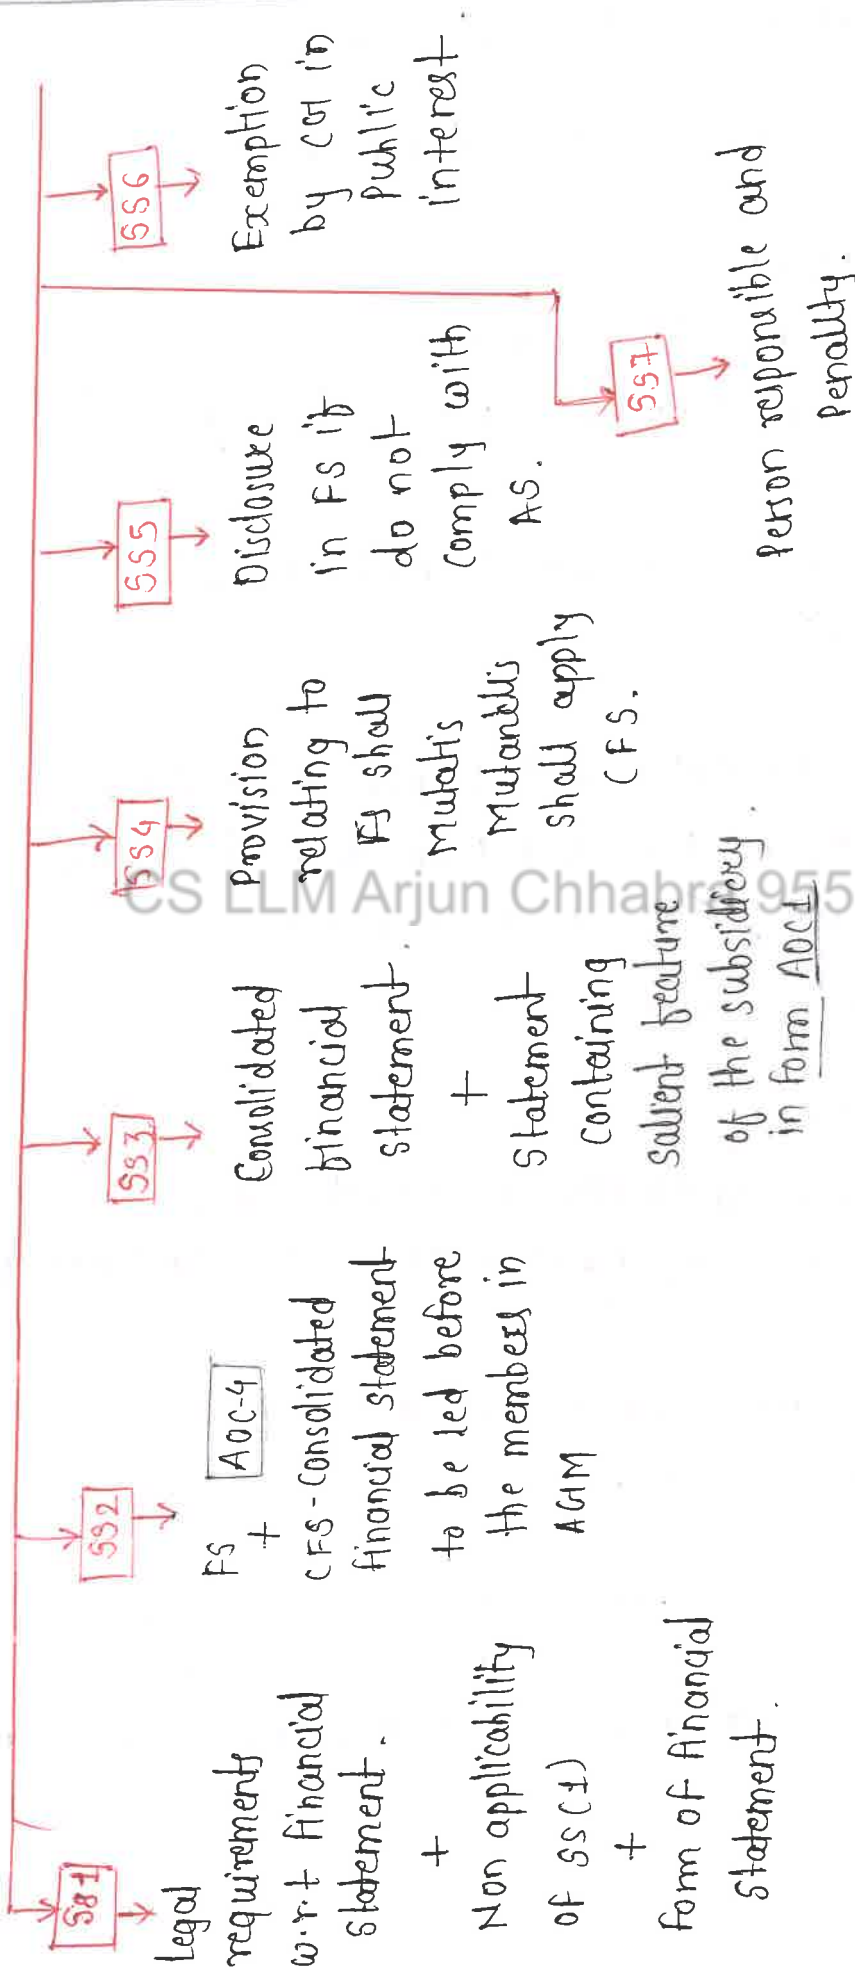 SS1
Legal
requirements
w.r.t financial
statement.
+
Non applicability
of SS(1)
+
Form of financial
statement.
SS2
FS AOC-4
+
CFS-Consolidated
financial statement
to be led before
the members in
AGM
SS3
Consolidated
financial
statement.
+
Statement
containing
salient feature
of the subsidiary.
in form AOC1
SS4
Provision
relating to
FS shall
Mutatis
Mutandis
shall apply
CFS.
SS5
Disclosure
in FS if
do not
comply with
AS.
SS6
Exemption
by CG in
Public
interest
SS7
Person responsible and
Penality.
CS LLM Arjun Chhabra 955